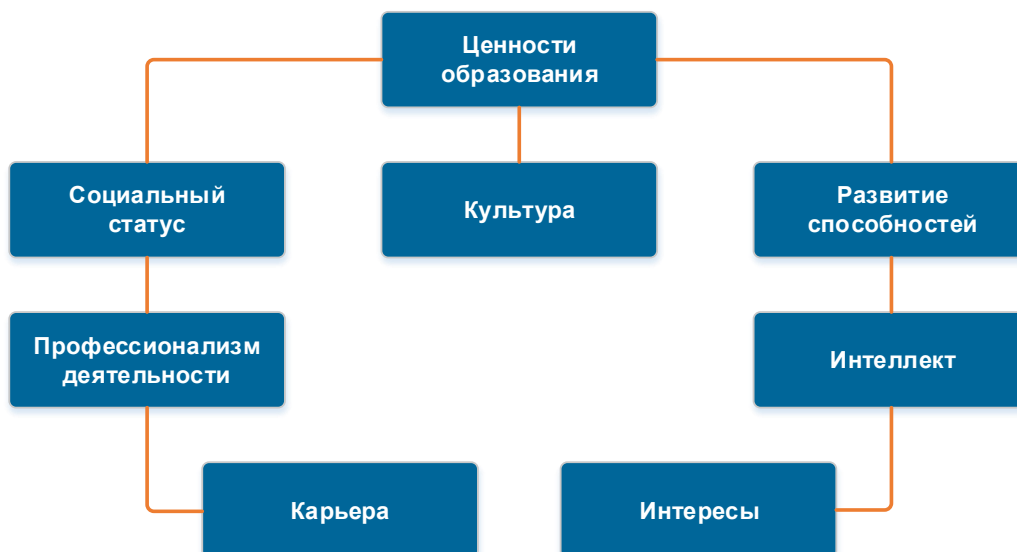 Ценности
образования
Социальный
статус
Культура
Развитие
способностей
Профессионализм
деятельности
Интеллект
Карьера
Интересы